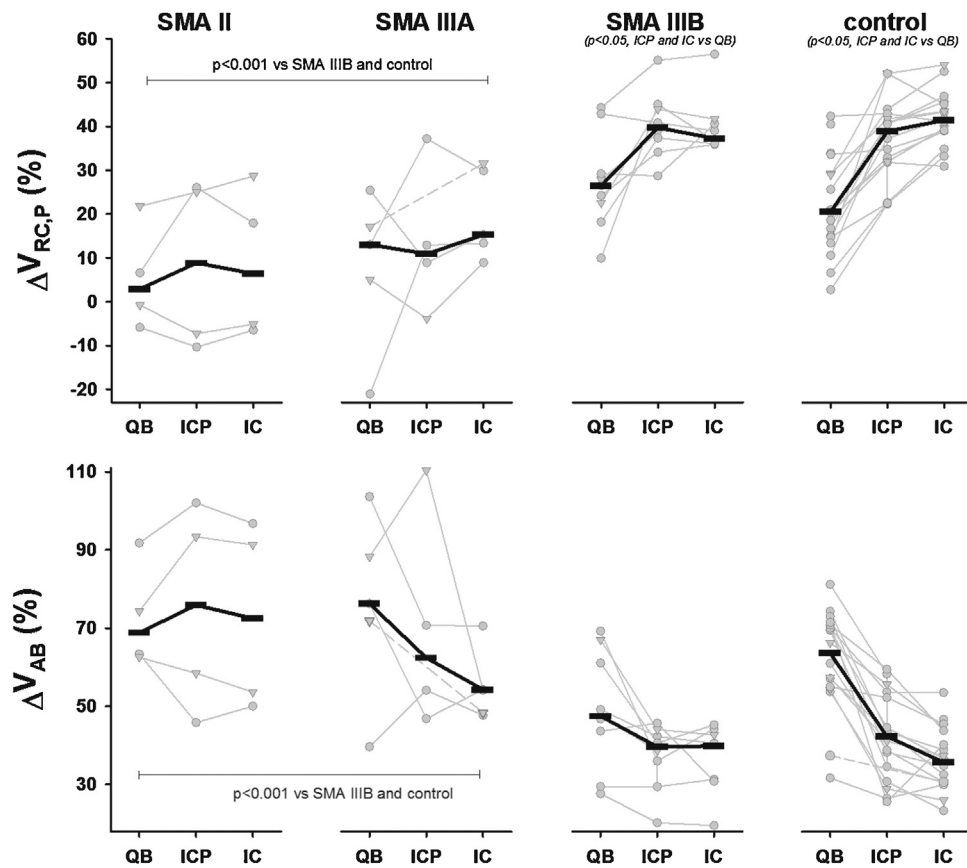 SMA II SMA IIIA SMA IIIB control
(p<0.05, ICP and IC vs QB) (p<0.05, ICP and IC vs QB)
p<0.001 vs SMA IIIB and control
ΔV_RC,P (%)
60
50
40
30
20
10
0
-10
-20
QB ICP IC QB ICP IC QB ICP IC QB ICP IC
ΔV_AB (%)
110
90
70
50
30
p<0.001 vs SMA IIIB and control
QB ICP IC QB ICP IC QB ICP IC QB ICP IC